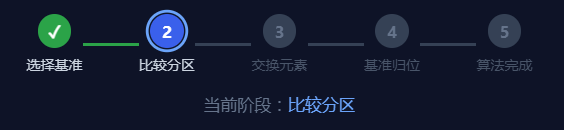 ✓ 2 3 4 5
选择基准 比较分区 交换元素 基准归位 算法完成
当前阶段：比较分区